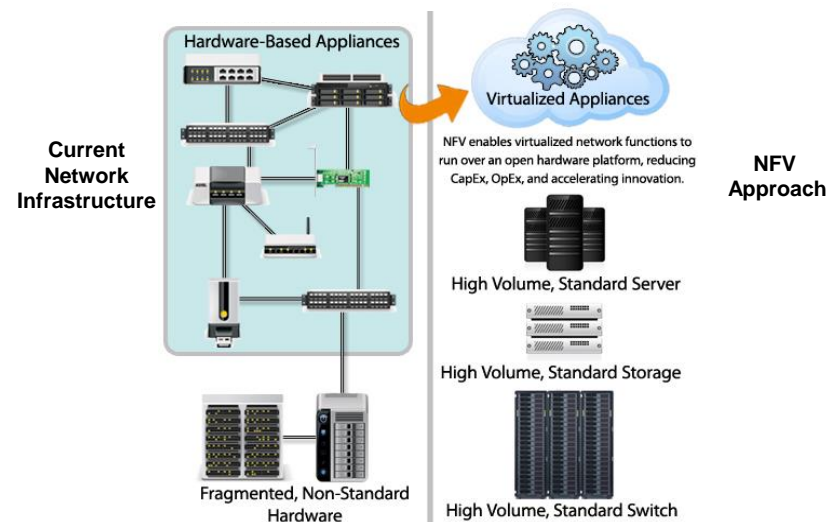 Current
Network
Infrastructure
Hardware-Based Appliances
Fragmented, Non-Standard
Hardware
Virtualized Appliances
NFV enables virtualized network functions to
run over an open hardware platform, reducing
CapEx, OpEx, and accelerating innovation.
High Volume, Standard Server
High Volume, Standard Storage
High Volume, Standard Switch
NFV
Approach